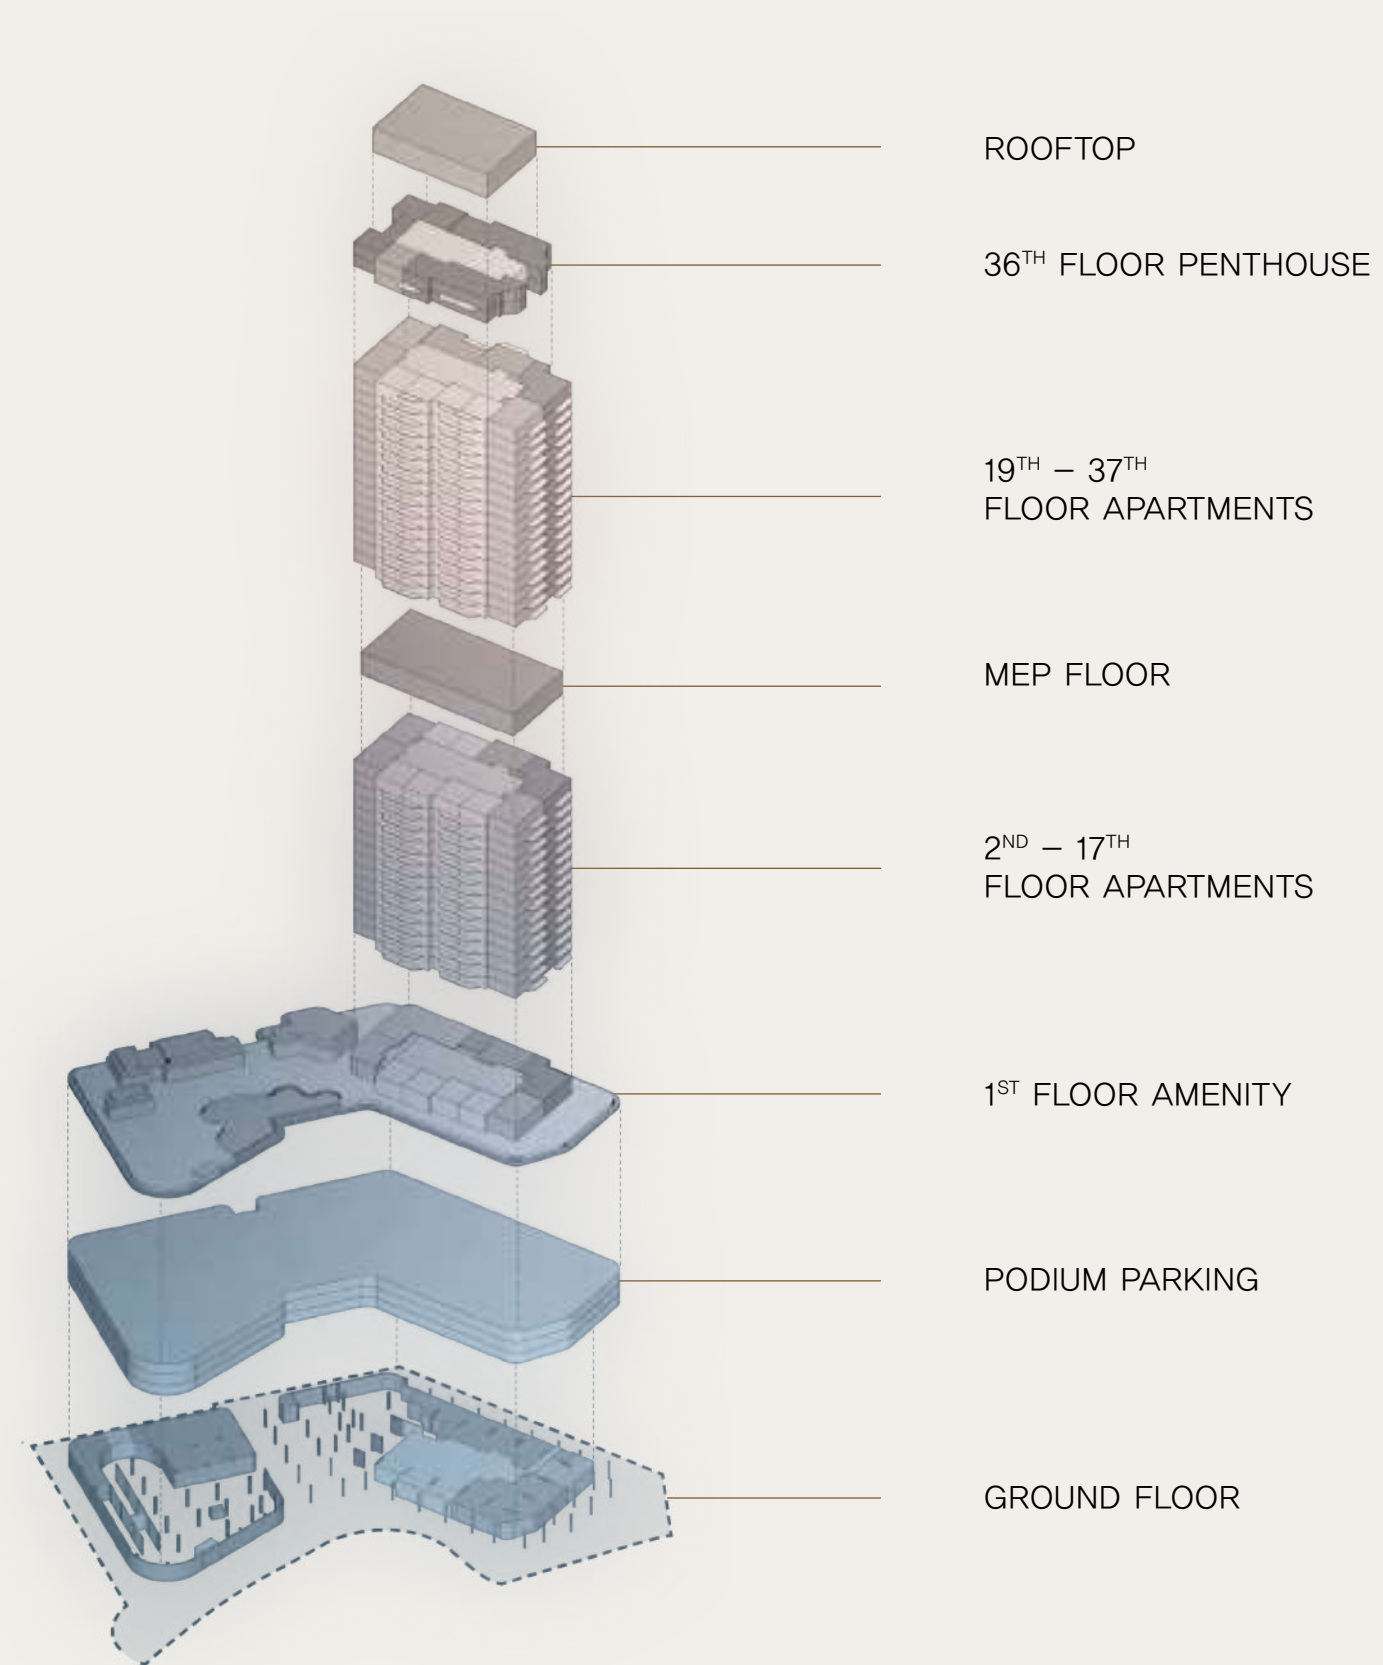 ROOFTOP
36TH FLOOR PENTHOUSE
19TH – 37TH
FLOOR APARTMENTS
MEP FLOOR
2ND – 17TH
FLOOR APARTMENTS
1ST FLOOR AMENITY
PODIUM PARKING
GROUND FLOOR